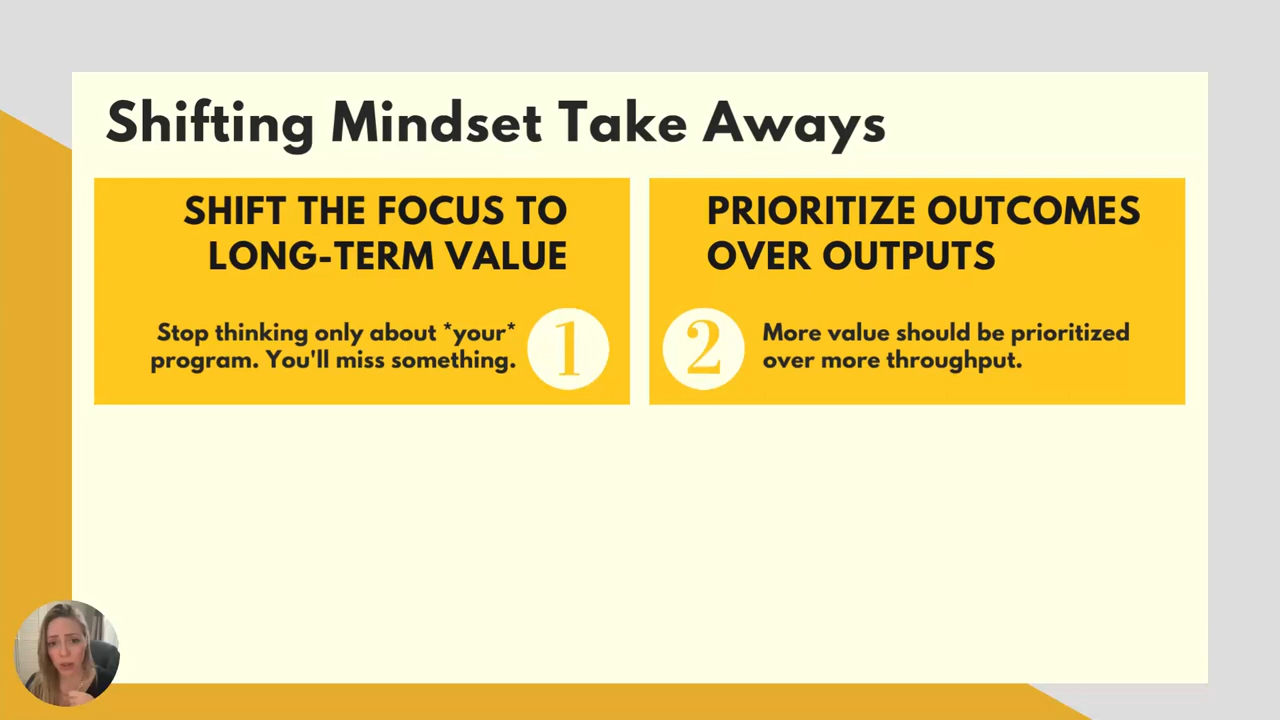 Shifting Mindset Take Aways
SHIFT THE FOCUS TO
LONG-TERM VALUE
Stop thinking only about *your*
program. You'll miss something.
1
PRIORITIZE OUTCOMES
OVER OUTPUTS
2
More value should be prioritized
over more throughput.